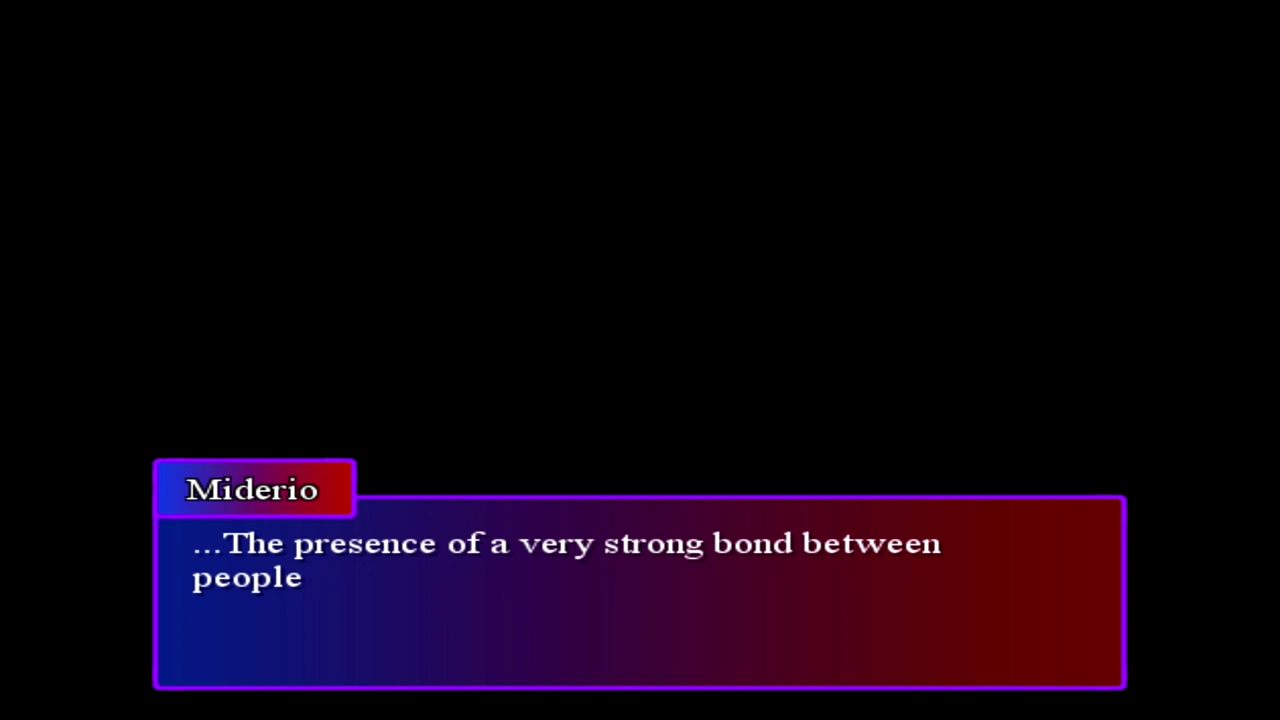 Miderio
...The presence of a very strong bond between
people